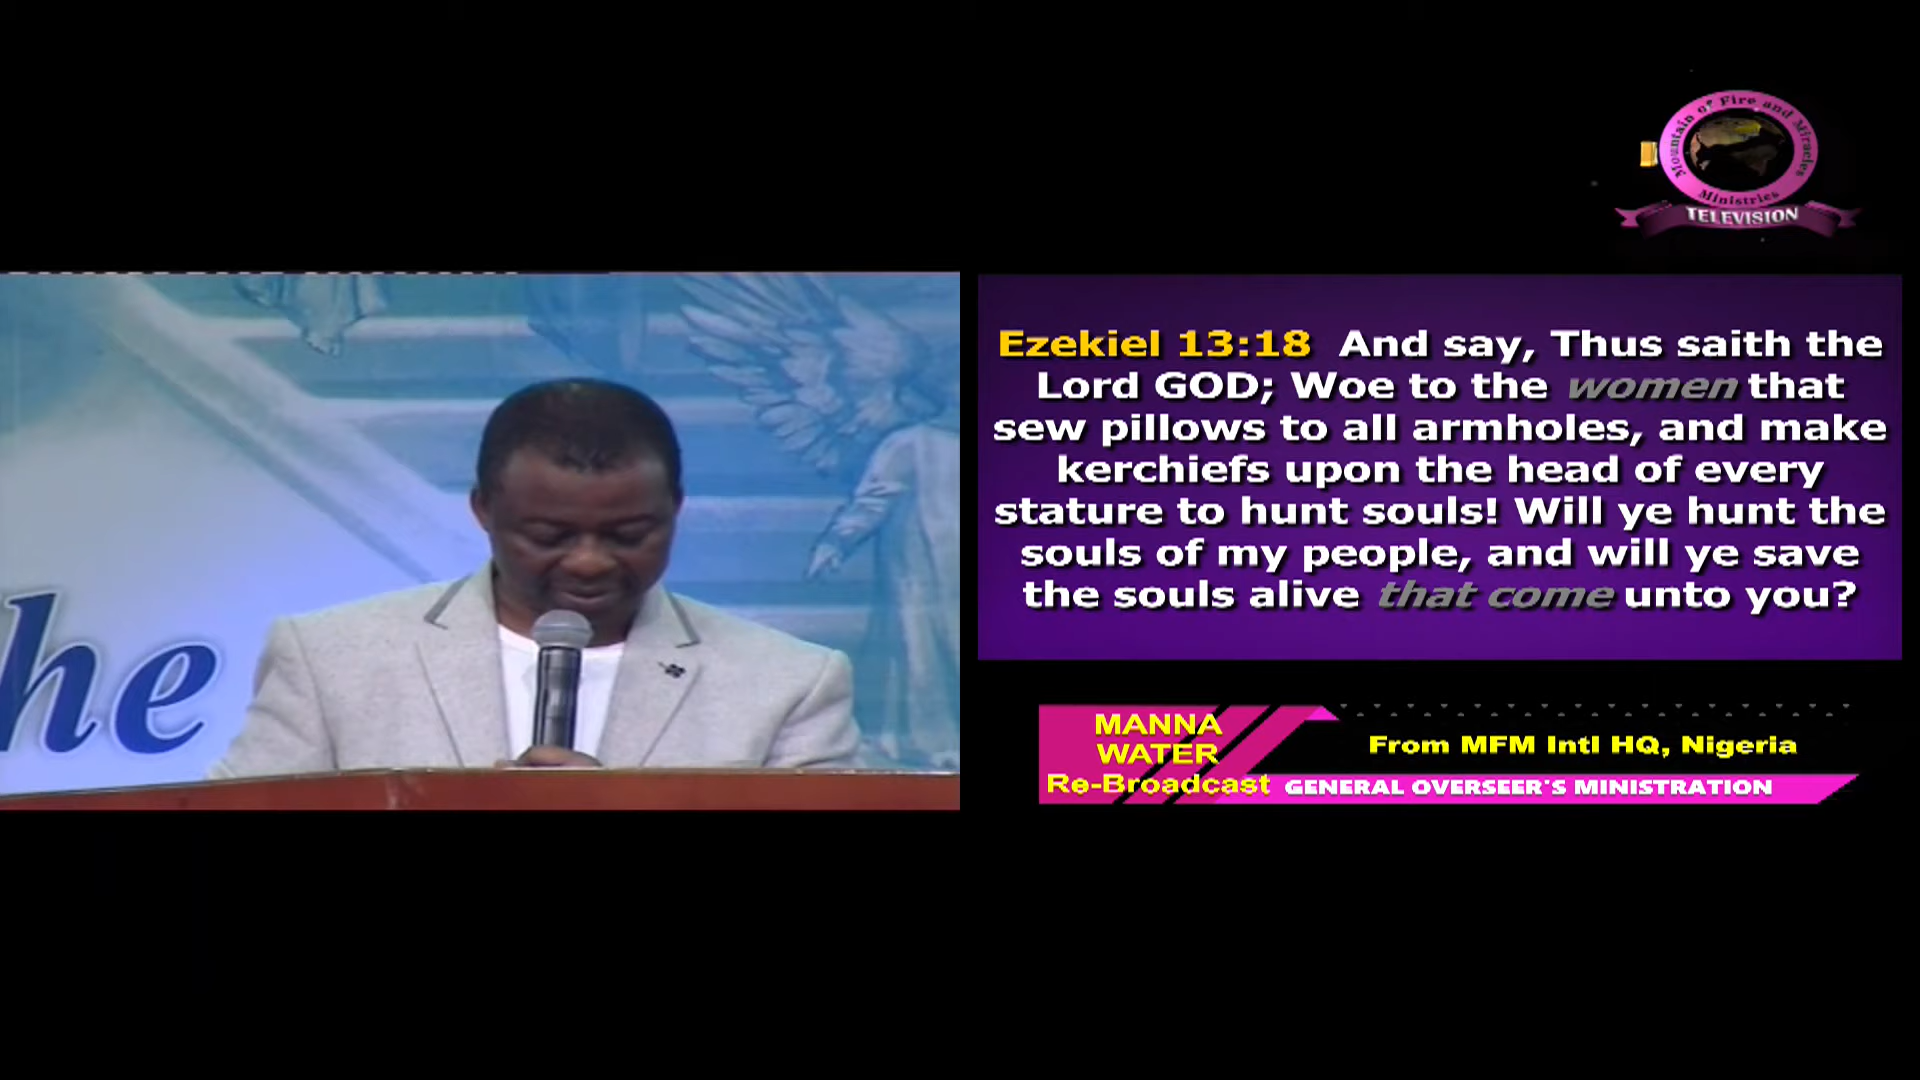 Mountain of Fire and Miracles
Ministries
TELEVISION
he
Ezekiel 13:18 And say, Thus saith the
Lord GOD; Woe to the women that
sew pillows to all armholes, and make
kerchiefs upon the head of every
stature to hunt souls! Will ye hunt the
souls of my people, and will ye save
the souls alive that come unto you?
MANNA
WATER
Re-Broadcast
From MFM Intl HQ, Nigeria
GENERAL OVERSEER'S MINISTRATION